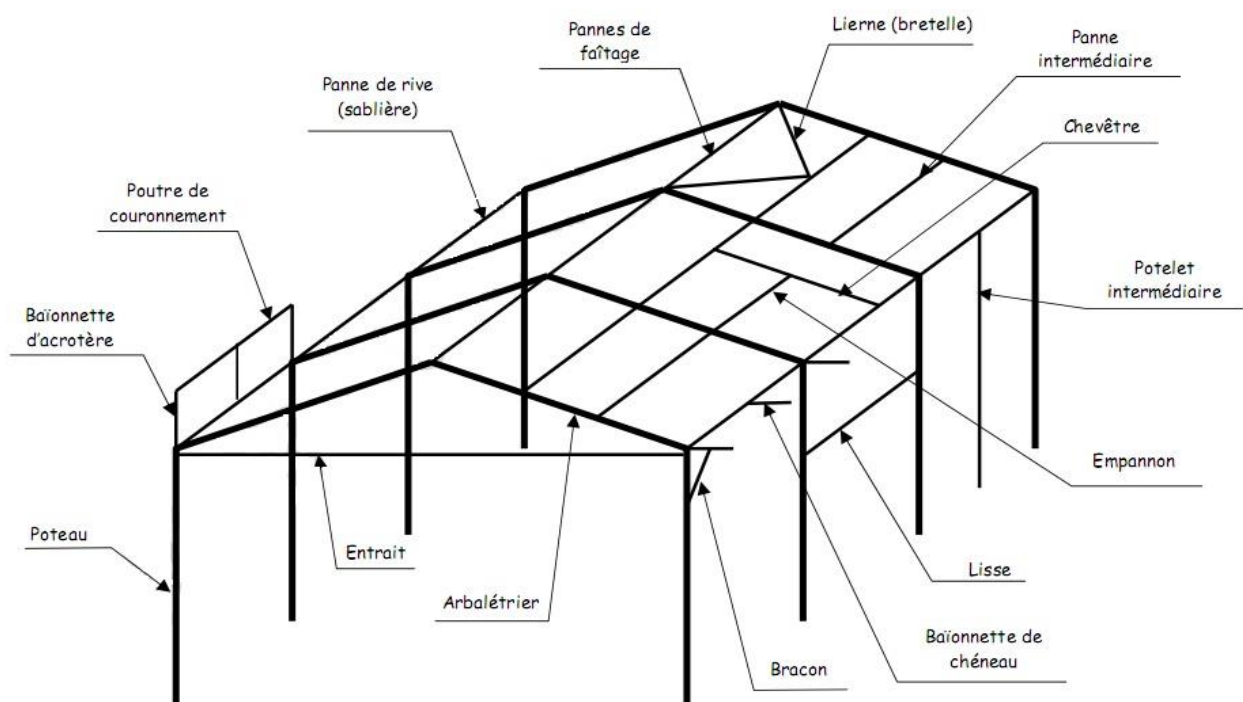 Pannes de
faîtage
Lierne (bretelle)
Panne
intermédiaire
Panne de rive
(sablière)
Chevêtre
Poutre de
couronnement
Potelet
intermédiaire
Baïonnette
d'acrotère
Empannon
Poteau
Entrait
Lisse
Arbalétrier
Baïonnette de
chéneau
Bracon